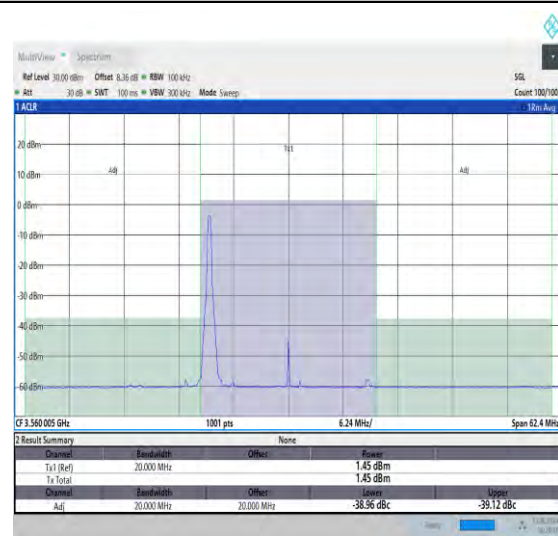 MultiView Spectrum
Ref Level 30.00 dBm Offset 8.36 dB RBW 100 kHz SGL
Att 30 dB SWT 100 ms VBW 300 kHz Mode Sweep Count 100/100
1 ACLR 1Rm Avg
Tx1
20 dBm
Adj Adj
10 dBm
0 dBm
-10 dBm
-20 dBm
-30 dBm
-40 dBm
-50 dBm
-60 dBm
CF 3.560 005 GHz 1001 pts 6.24 MHz/ Span 62.4 MHz
2 Result Summary None
Channel Bandwidth Offset Power
Tx1 (Ref) 20.000 MHz 1.45 dBm
Tx Total 1.45 dBm
Channel Bandwidth Offset Lower Upper
Adj 20.000 MHz 20.000 MHz -38.96 dBc -39.12 dBc
Ready